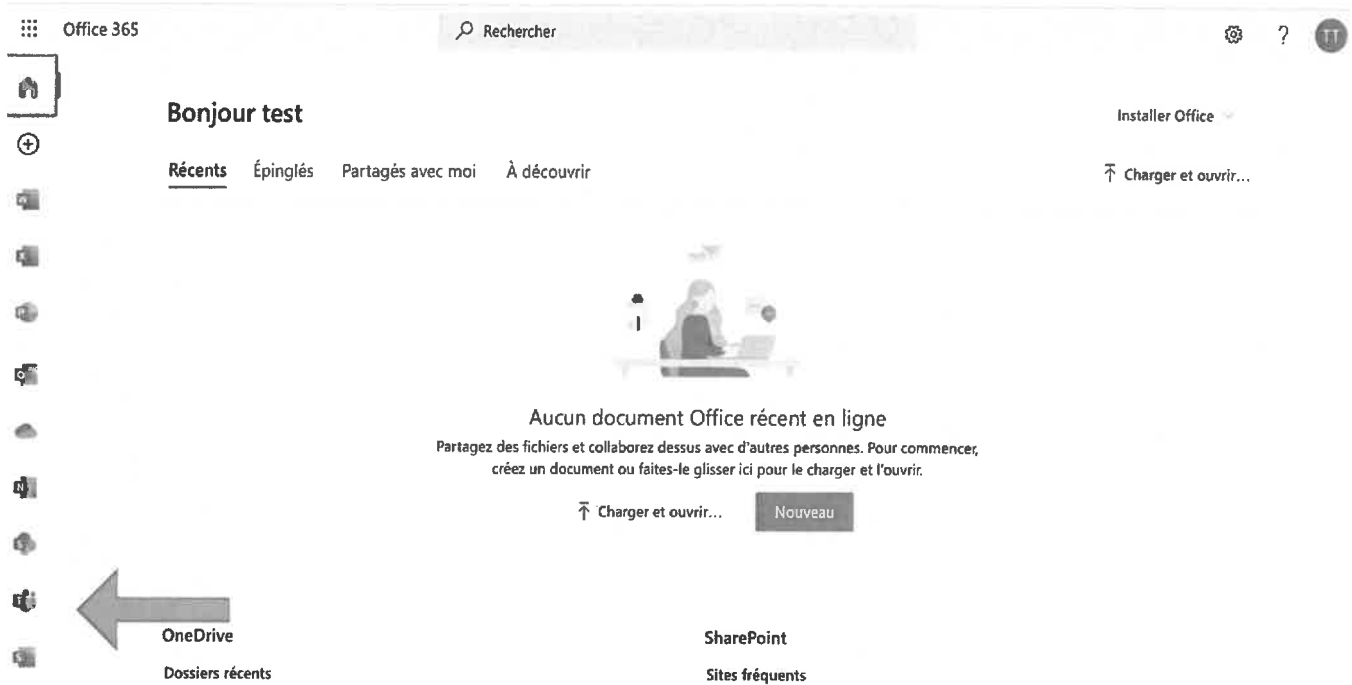 Office 365
Rechercher
?
TT
Bonjour test
Installer Office
Récents Épinglés Partagés avec moi À découvrir
Charger et ouvrir...
Aucun document Office récent en ligne
Partagez des fichiers et collaborez dessus avec d'autres personnes. Pour commencer,
créez un document ou faites-le glisser ici pour le charger et l'ouvrir.
Charger et ouvrir...
Nouveau
OneDrive
SharePoint
Dossiers récents
Sites fréquents